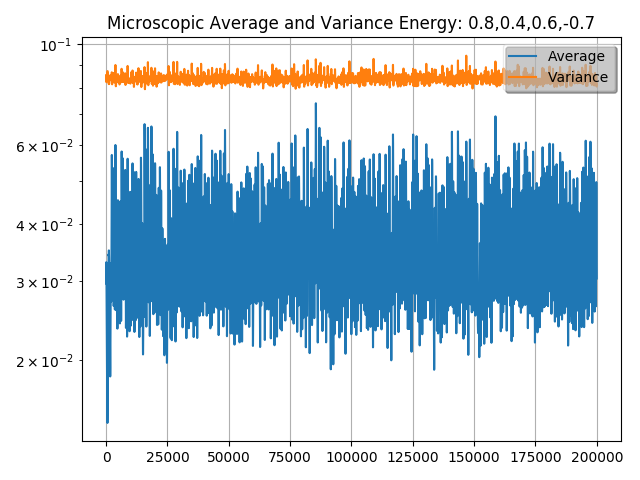 Microscopic Average and Variance Energy: 0.8,0.4,0.6,-0.7
10⁻¹
6 × 10⁻²
4 × 10⁻²
3 × 10⁻²
2 × 10⁻²
Average
Variance
0 25000 50000 75000 100000 125000 150000 175000 200000